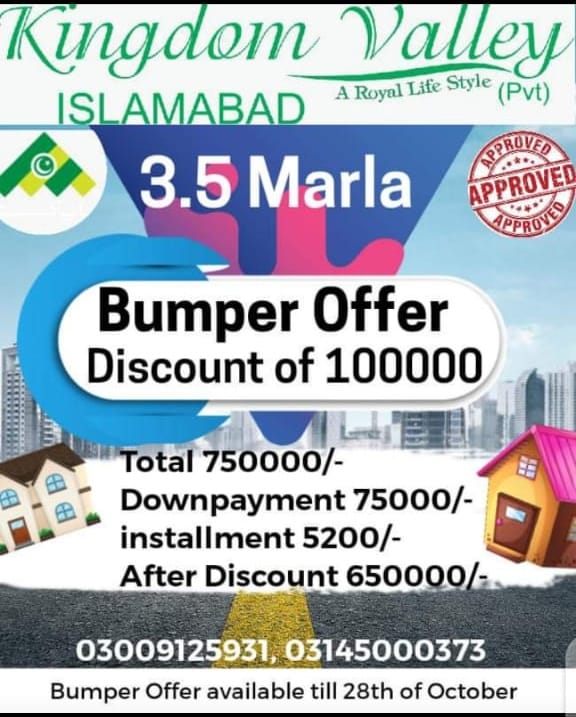 Kingdom Valley
A Royal Life Style (Pvt)
ISLAMABAD
3.5 Marla
APPROVED
APPROVED
APPROVED
Bumper Offer
Discount of 100000
Total 750000/-
Downpayment 75000/-
installment 5200/-
After Discount 650000/-
03009125931, 03145000373
Bumper Offer available till 28th of October